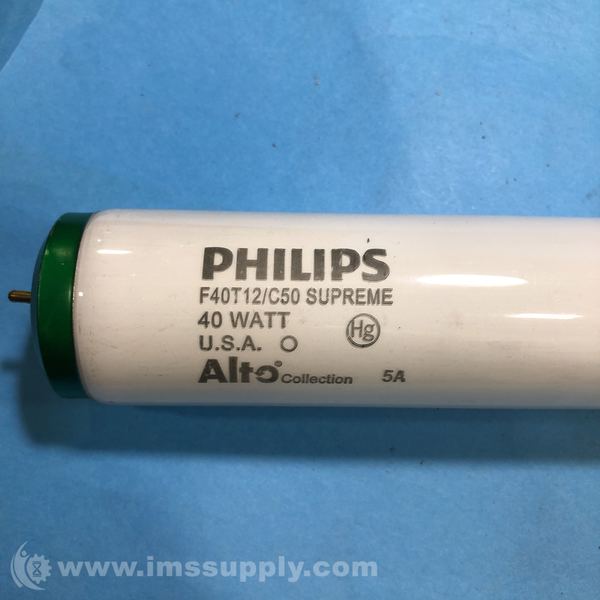 PHILIPS
F40T12/C50 SUPREME
40 WATT Hg
U.S.A.
Alto® Collection 5A
www.imssupply.com